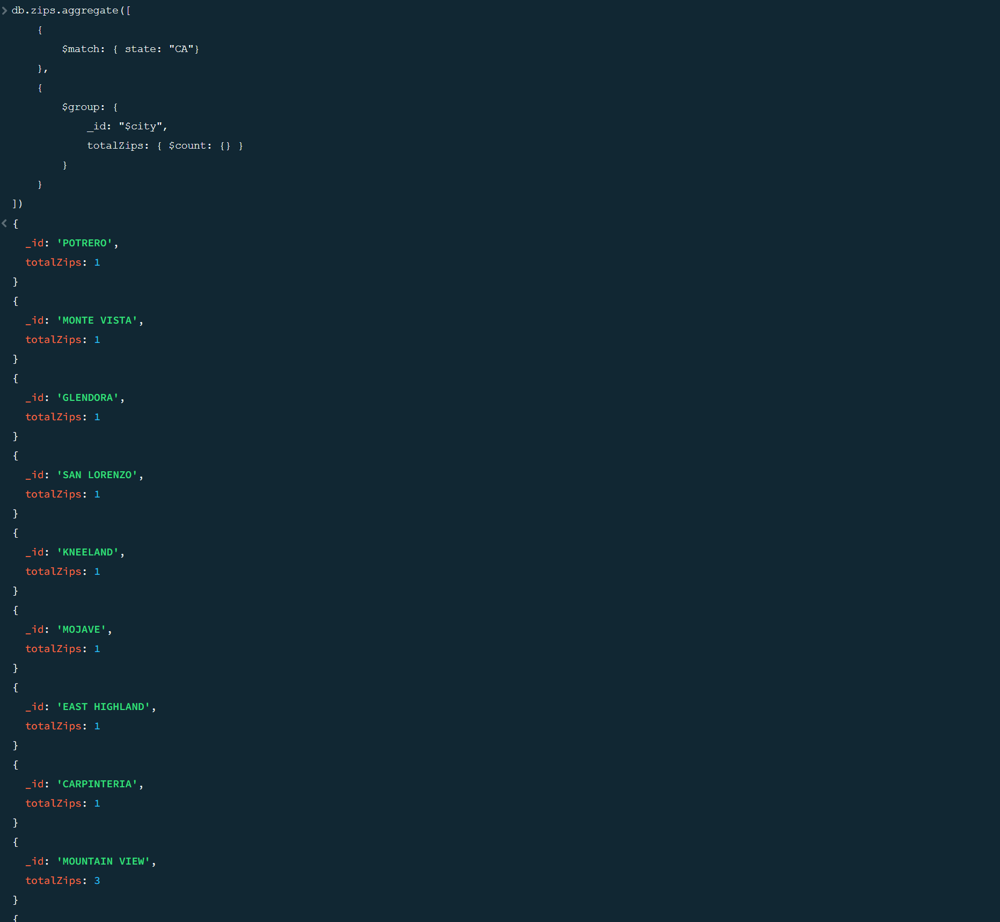 db.zips.aggregate([
{
$match: { state: "CA"}
},
{
$group: {
_id: "$city",
totalZips: { $count: {} }
}
}
])
{
_id: 'POTRERO',
totalZips: 1
}
{
_id: 'MONTE VISTA',
totalZips: 1
}
{
_id: 'GLENDORA',
totalZips: 1
}
{
_id: 'SAN LORENZO',
totalZips: 1
}
{
_id: 'KNEELAND',
totalZips: 1
}
{
_id: 'MOJAVE',
totalZips: 1
}
{
_id: 'EAST HIGHLAND',
totalZips: 1
}
{
_id: 'CARPINTERIA',
totalZips: 1
}
{
_id: 'MOUNTAIN VIEW',
totalZips: 3
}
{